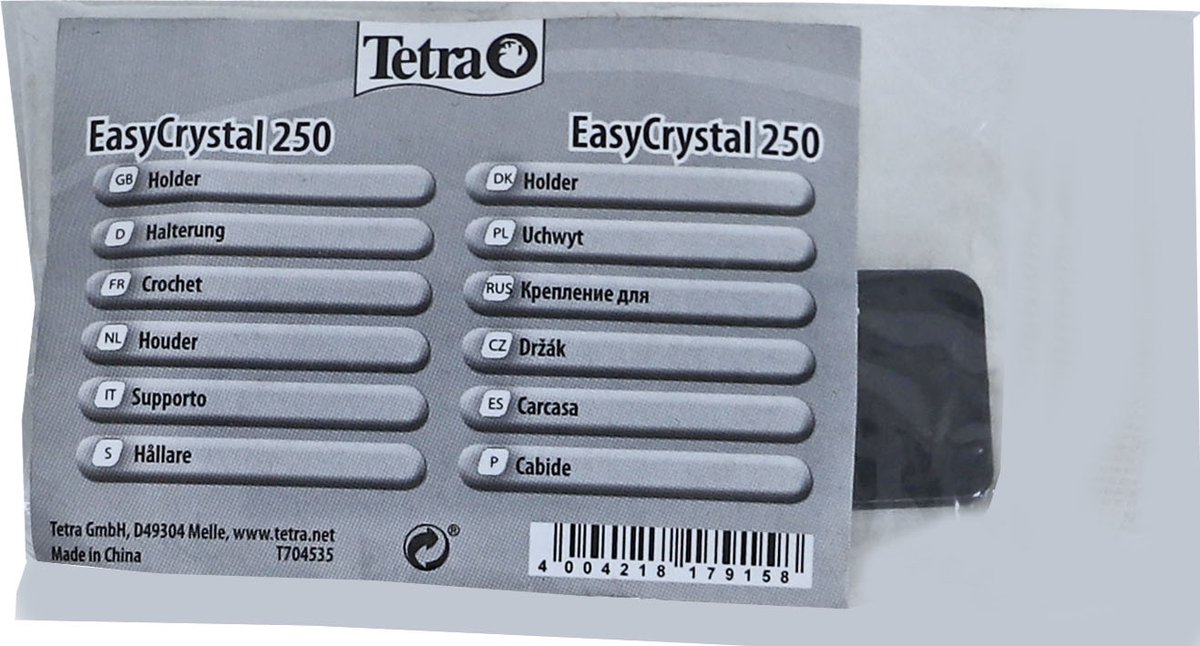 Tetra
EasyCrystal 250
GB Holder
D Halterung
FR Crochet
NL Houder
IT Supporto
S Hållare
EasyCrystal 250
DK Holder
PL Uchwyt
RUS Крепление для
CZ Držák
ES Carcasa
P Cabide
Tetra GmbH, D49304 Melle, www.tetra.net
Made in China T704535
®
4 004218 179158